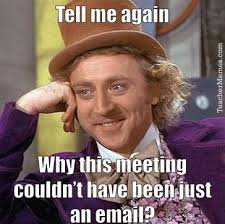 Tell me again
TeacherMemes.com
Why this meeting
couldn't have been just
an email?